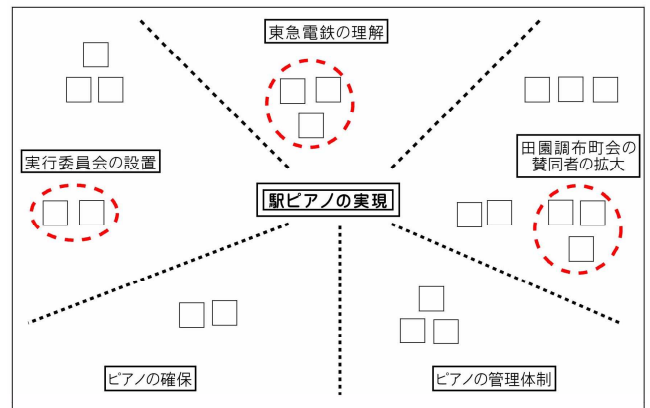 東急電鉄の理解
田園調布町会の
賛同者の拡大
実行委員会の設置
駅ピアノの実現
ピアノの確保
ピアノの管理体制